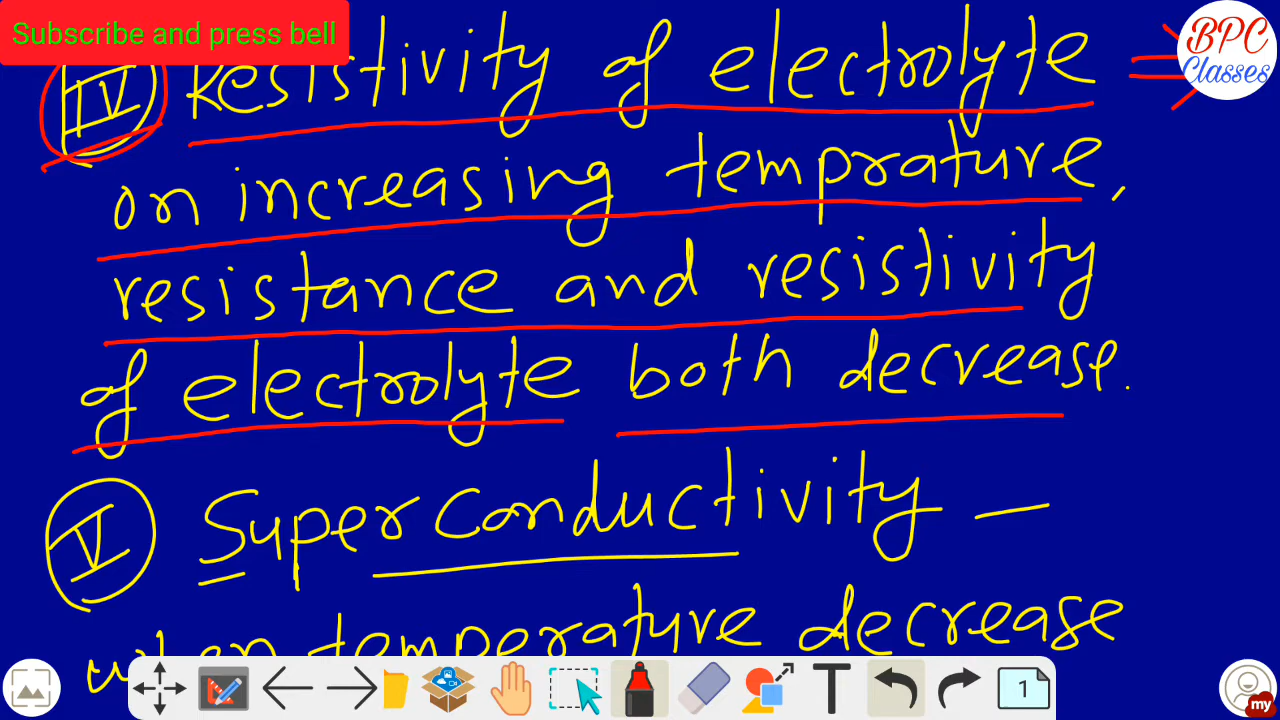 Subscribe and press bell
BPC
Classes
IV Resistivity of electrolyte
on increasing temprature,
resistance and resistivity
of electrolyte both decrease.
V Superconductivity —
when temperature decrease
T
1
my